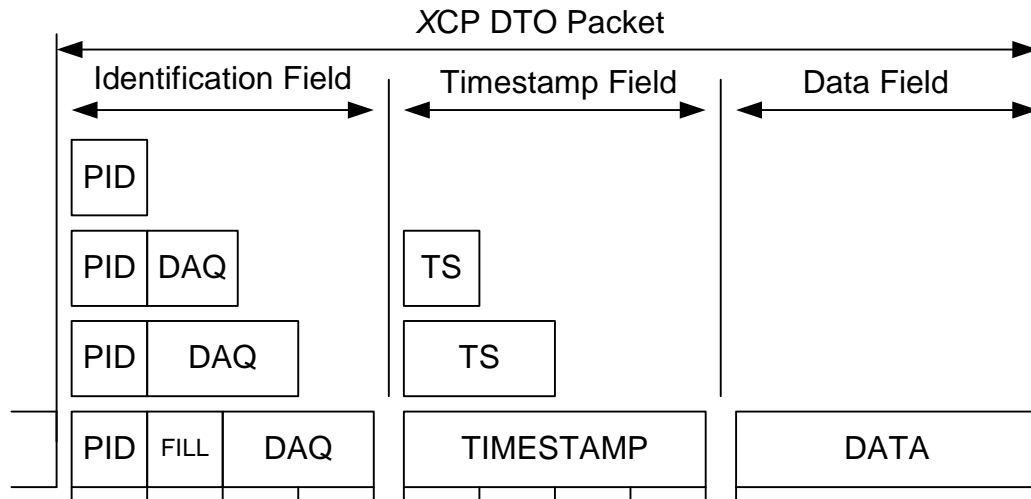 XCP DTO Packet
Identification Field Timestamp Field Data Field
PID
PID DAQ TS
PID DAQ TS
PID FILL DAQ TIMESTAMP DATA